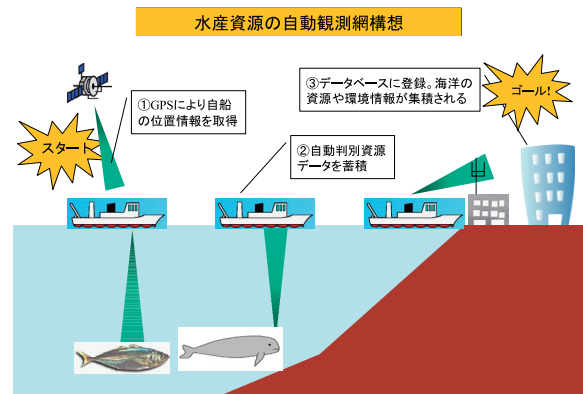 水産資源の自動観測網構想
①GPSにより自船
の位置情報を取得
スタート
②自動判別資源
データを蓄積
③データベースに登録。海洋の
資源や環境情報が集積される
ゴール!